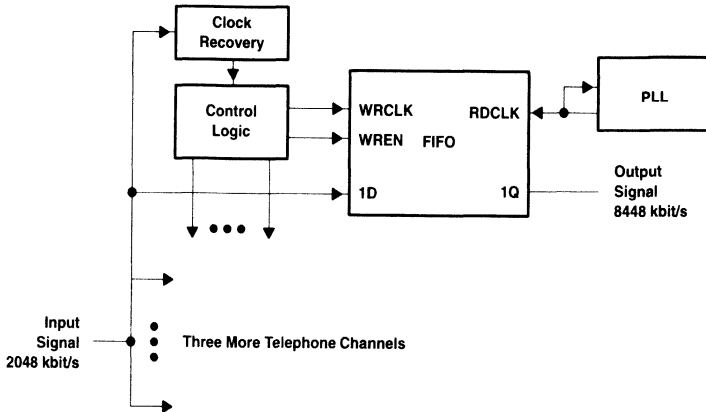 Clock
Recovery
Control
Logic
WRCLK
WREN
FIFO
RDCLK
1D
1Q
PLL
Output
Signal
8448 kbit/s
Input
Signal
2048 kbit/s
Three More Telephone Channels